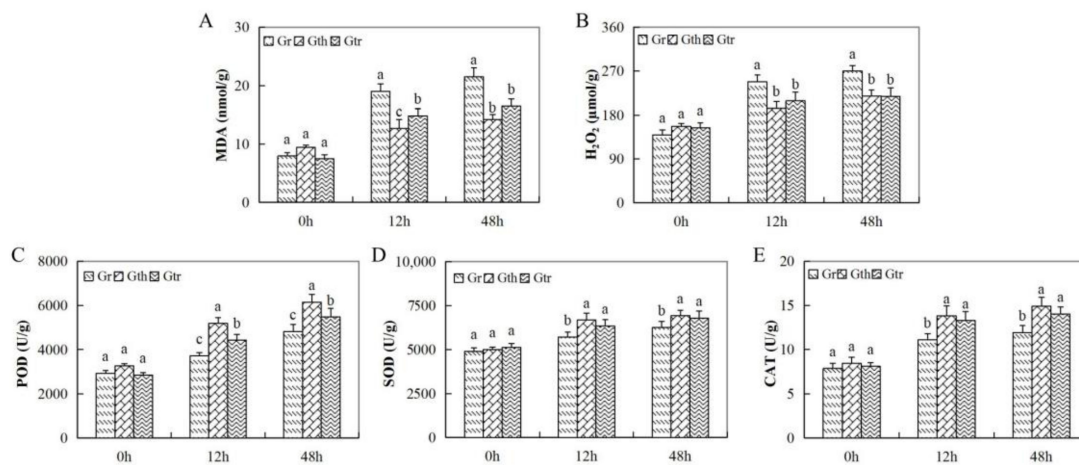 A
30
20
10
0
MDA (nmol/g)
Gr Gth Gtr
a a a
a c b
a b b
0h 12h 48h
B
360
270
180
90
0
H₂O₂ (μmol/g)
Gr Gth Gtr
a a a
a b b
a b b
0h 12h 48h
C
8000
6000
4000
2000
0
POD (U/g)
Gr Gth Gtr
a a a
c a b
c a b
0h 12h 48h
D
10,000
7500
5000
2500
0
SOD (U/g)
Gr Gth Gtr
a a a
b a a
b a a
0h 12h 48h
E
20
15
10
5
0
CAT (U/g)
Gr Gth Gtr
a a a
b a a
b a a
0h 12h 48h